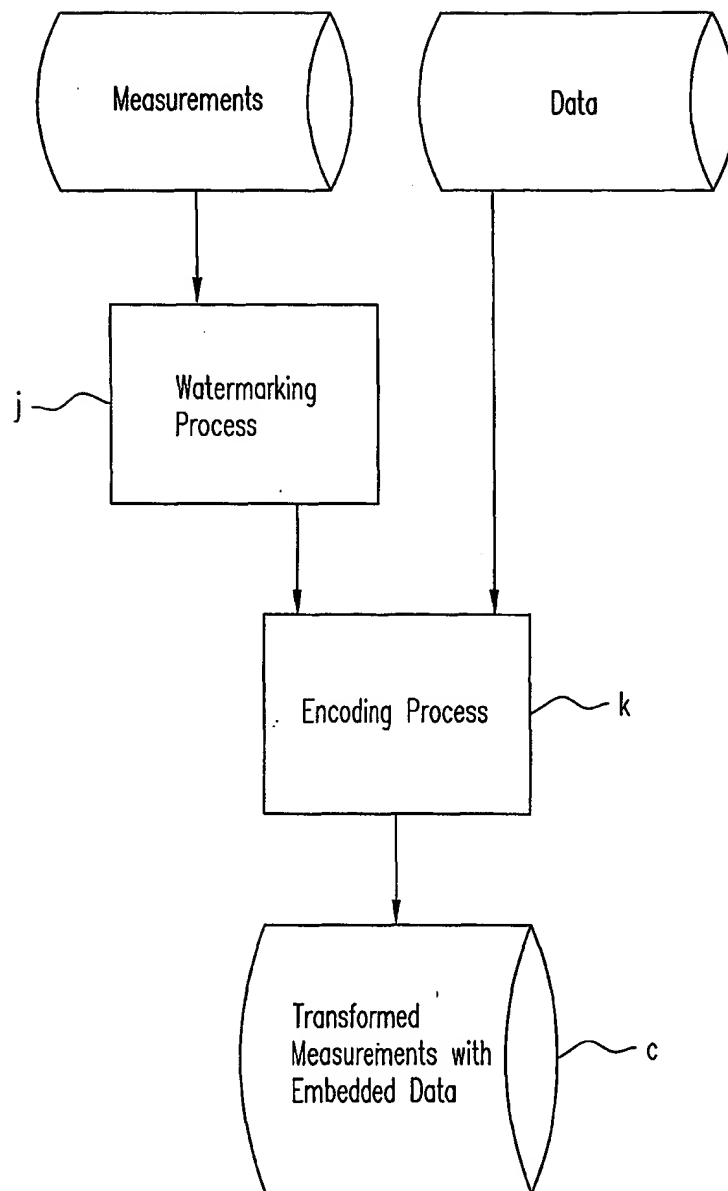 Measurements
Data
j
Watermarking
Process
Encoding Process
k
Transformed
Measurements with
Embedded Data
c